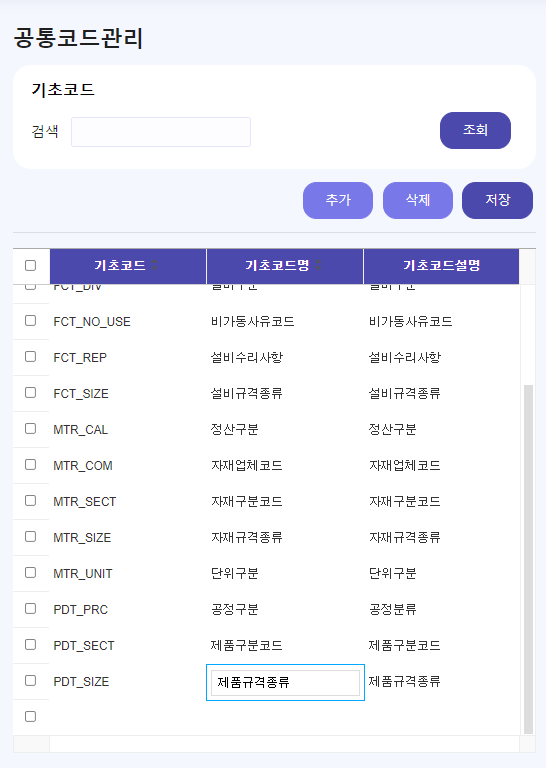 공통코드관리
기초코드
검색
조회
추가 삭제 저장
기초코드 기초코드명 기초코드설명
FCT_DIV 설비구분 설비구분
FCT_NO_USE 비가동사유코드 비가동사유코드
FCT_REP 설비수리사항 설비수리사항
FCT_SIZE 설비규격종류 설비규격종류
MTR_CAL 정산구분 정산구분
MTR_COM 자재업체코드 자재업체코드
MTR_SECT 자재구분코드 자재구분코드
MTR_SIZE 자재규격종류 자재규격종류
MTR_UNIT 단위구분 단위구분
PDT_PRC 공정구분 공정분류
PDT_SECT 제품구분코드 제품구분코드
PDT_SIZE 제품규격종류 제품규격종류